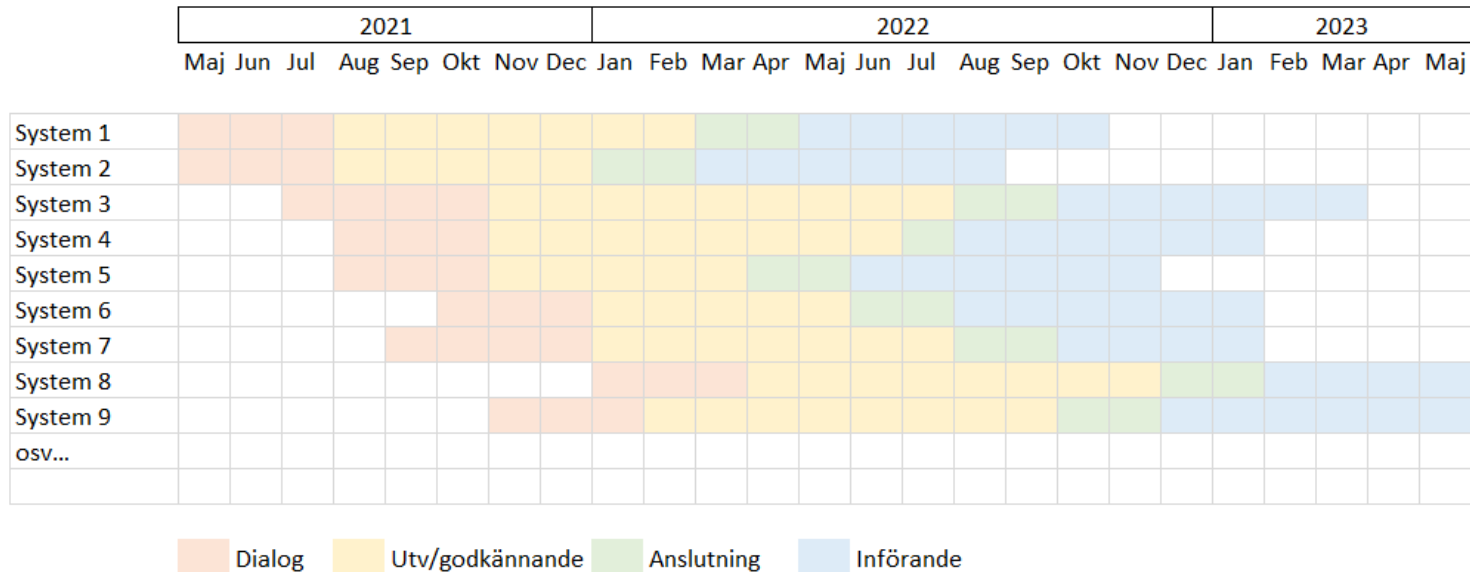 2021 2022 2023
Maj Jun Jul Aug Sep Okt Nov Dec Jan Feb Mar Apr Maj Jun Jul Aug Sep Okt Nov Dec Jan Feb Mar Apr Maj
System 1
System 2
System 3
System 4
System 5
System 6
System 7
System 8
System 9
osv...
Dialog Utv/godkännande Anslutning Införande